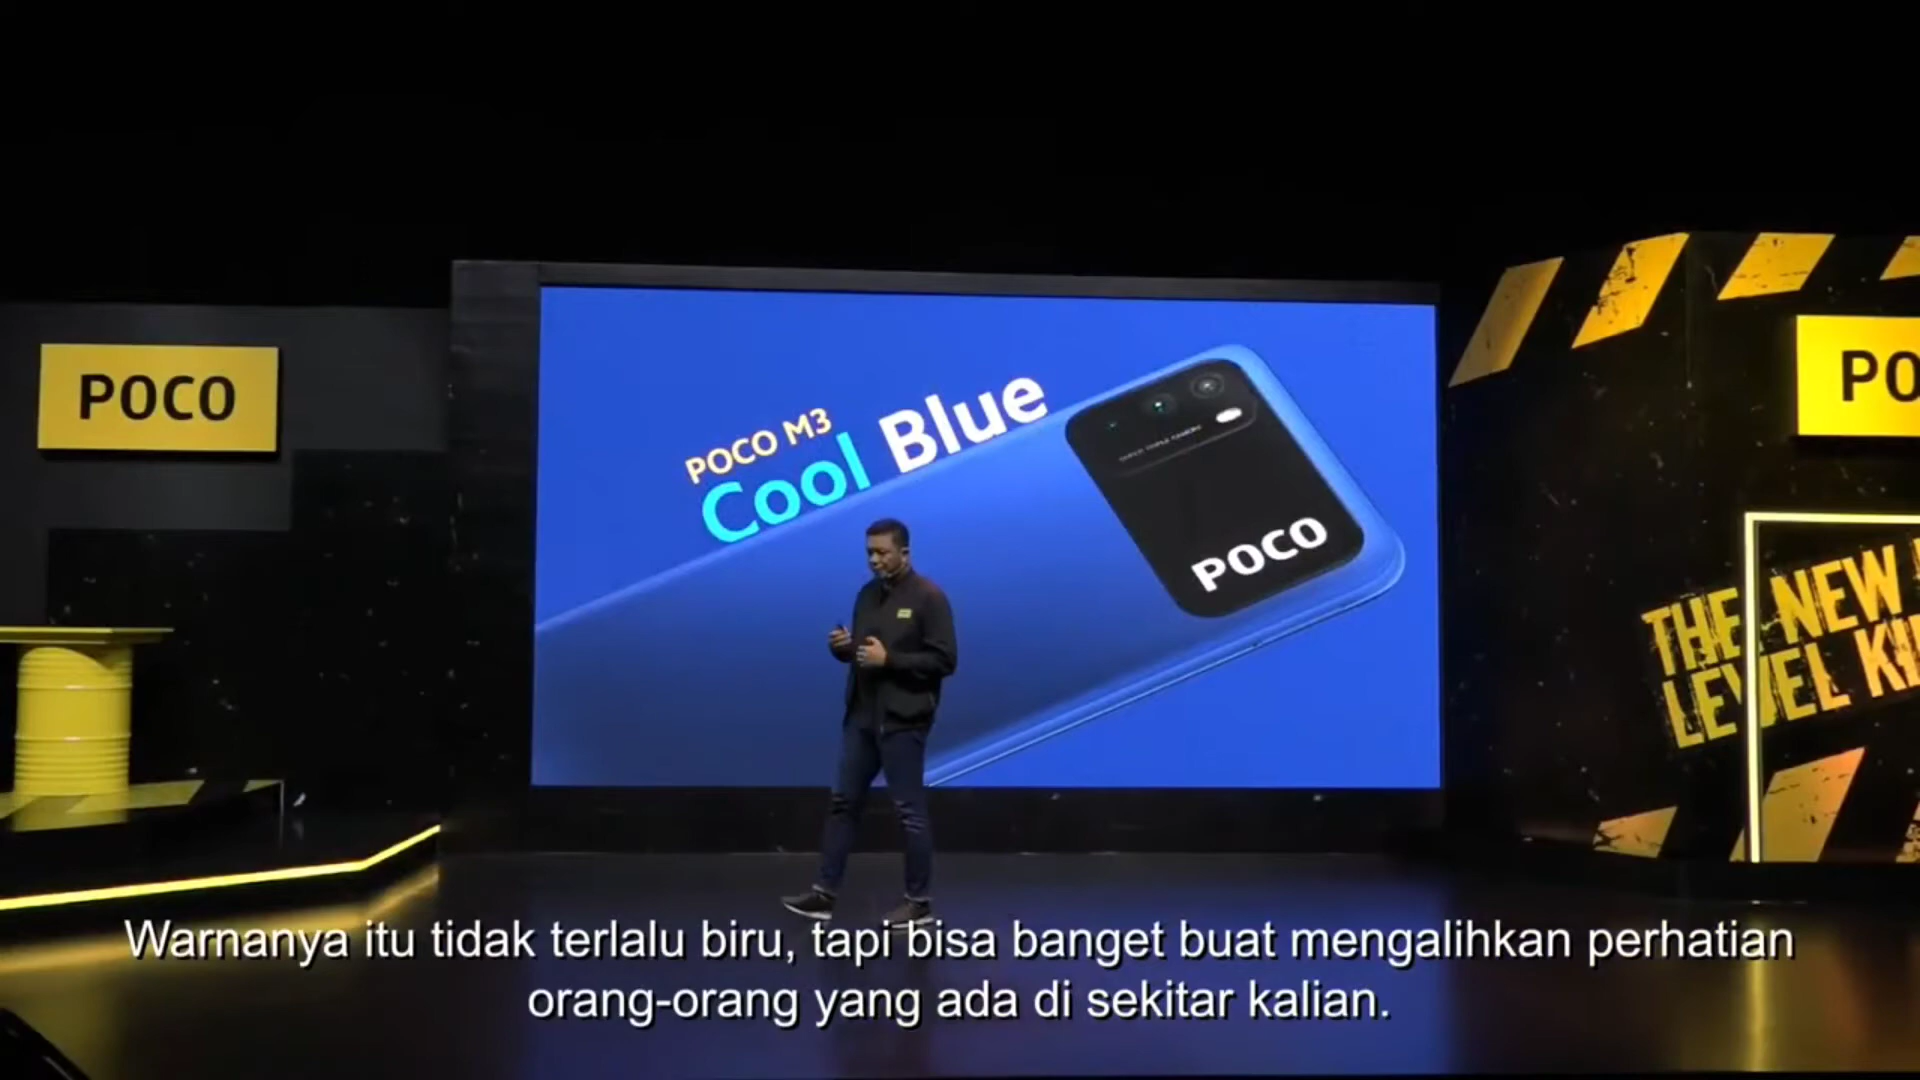 POCO
POCO M3
Cool Blue
POCO
PO
THE NEW
LEVEL KI
Warnanya itu tidak terlalu biru, tapi bisa banget buat mengalihkan perhatian
orang-orang yang ada di sekitar kalian.